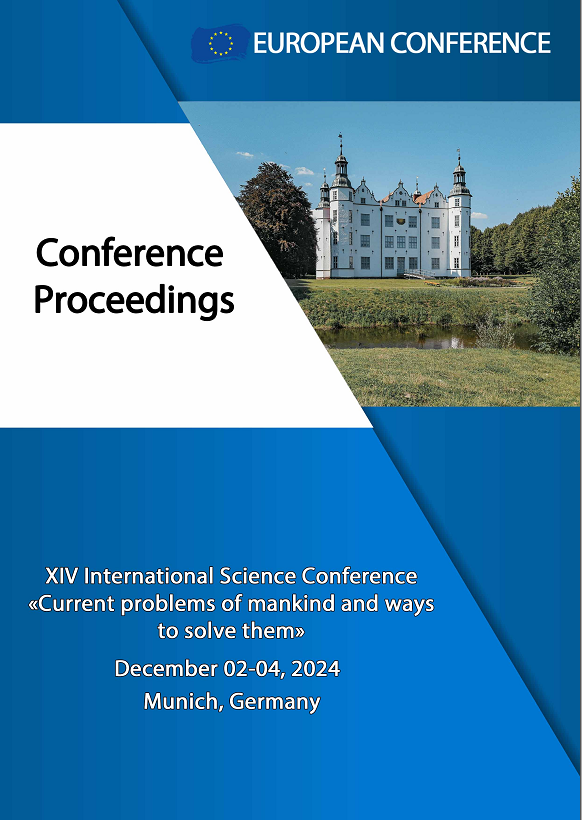 EUROPEAN CONFERENCE
Conference
Proceedings
XIV International Science Conference
«Current problems of mankind and ways
to solve them»
December 02-04, 2024
Munich, Germany